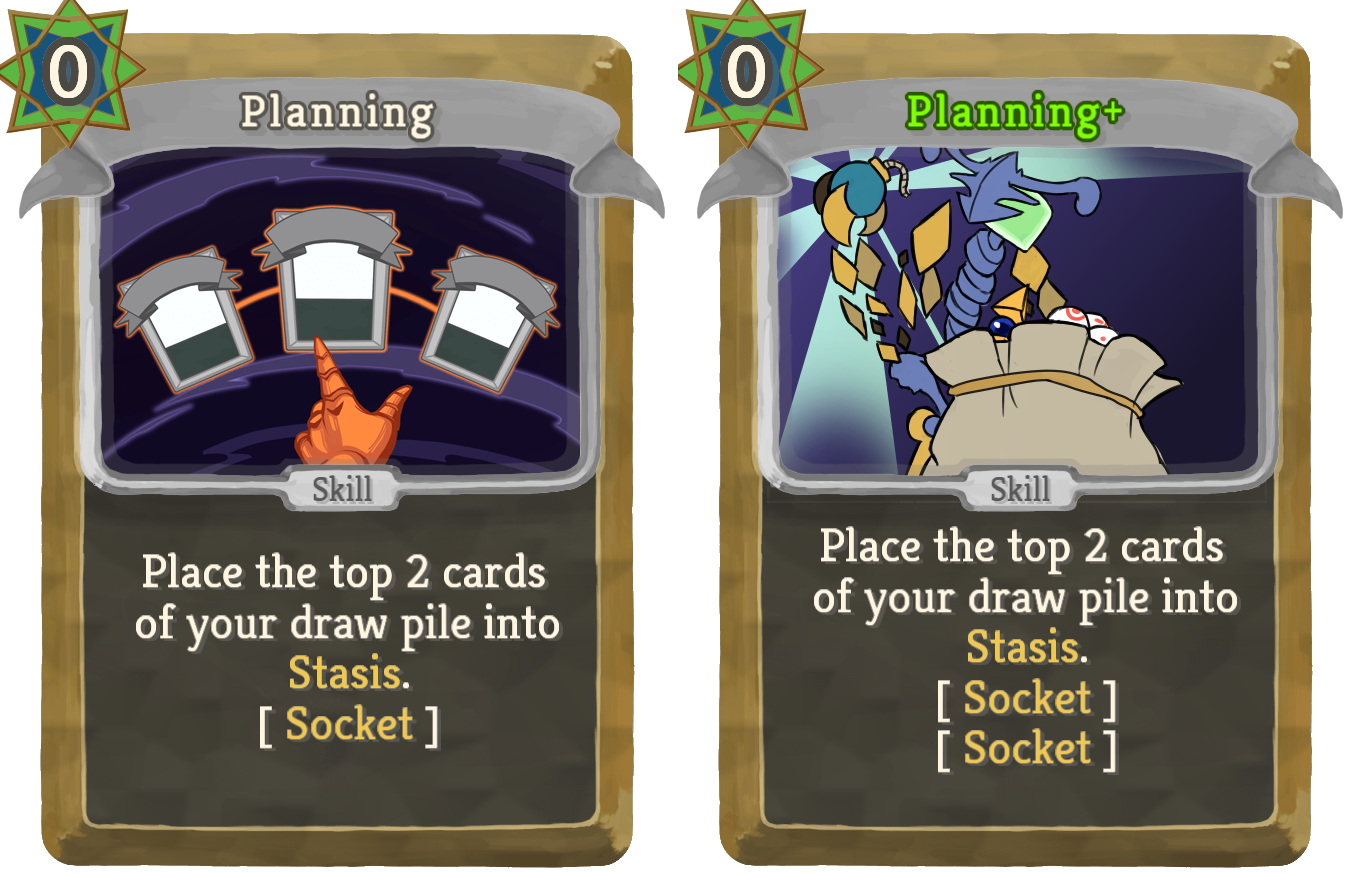 0
Planning
Skill
Place the top 2 cards
of your draw pile into
Stasis.
[ Socket ]
0
Planning+
Skill
Place the top 2 cards
of your draw pile into
Stasis.
[ Socket ]
[ Socket ]